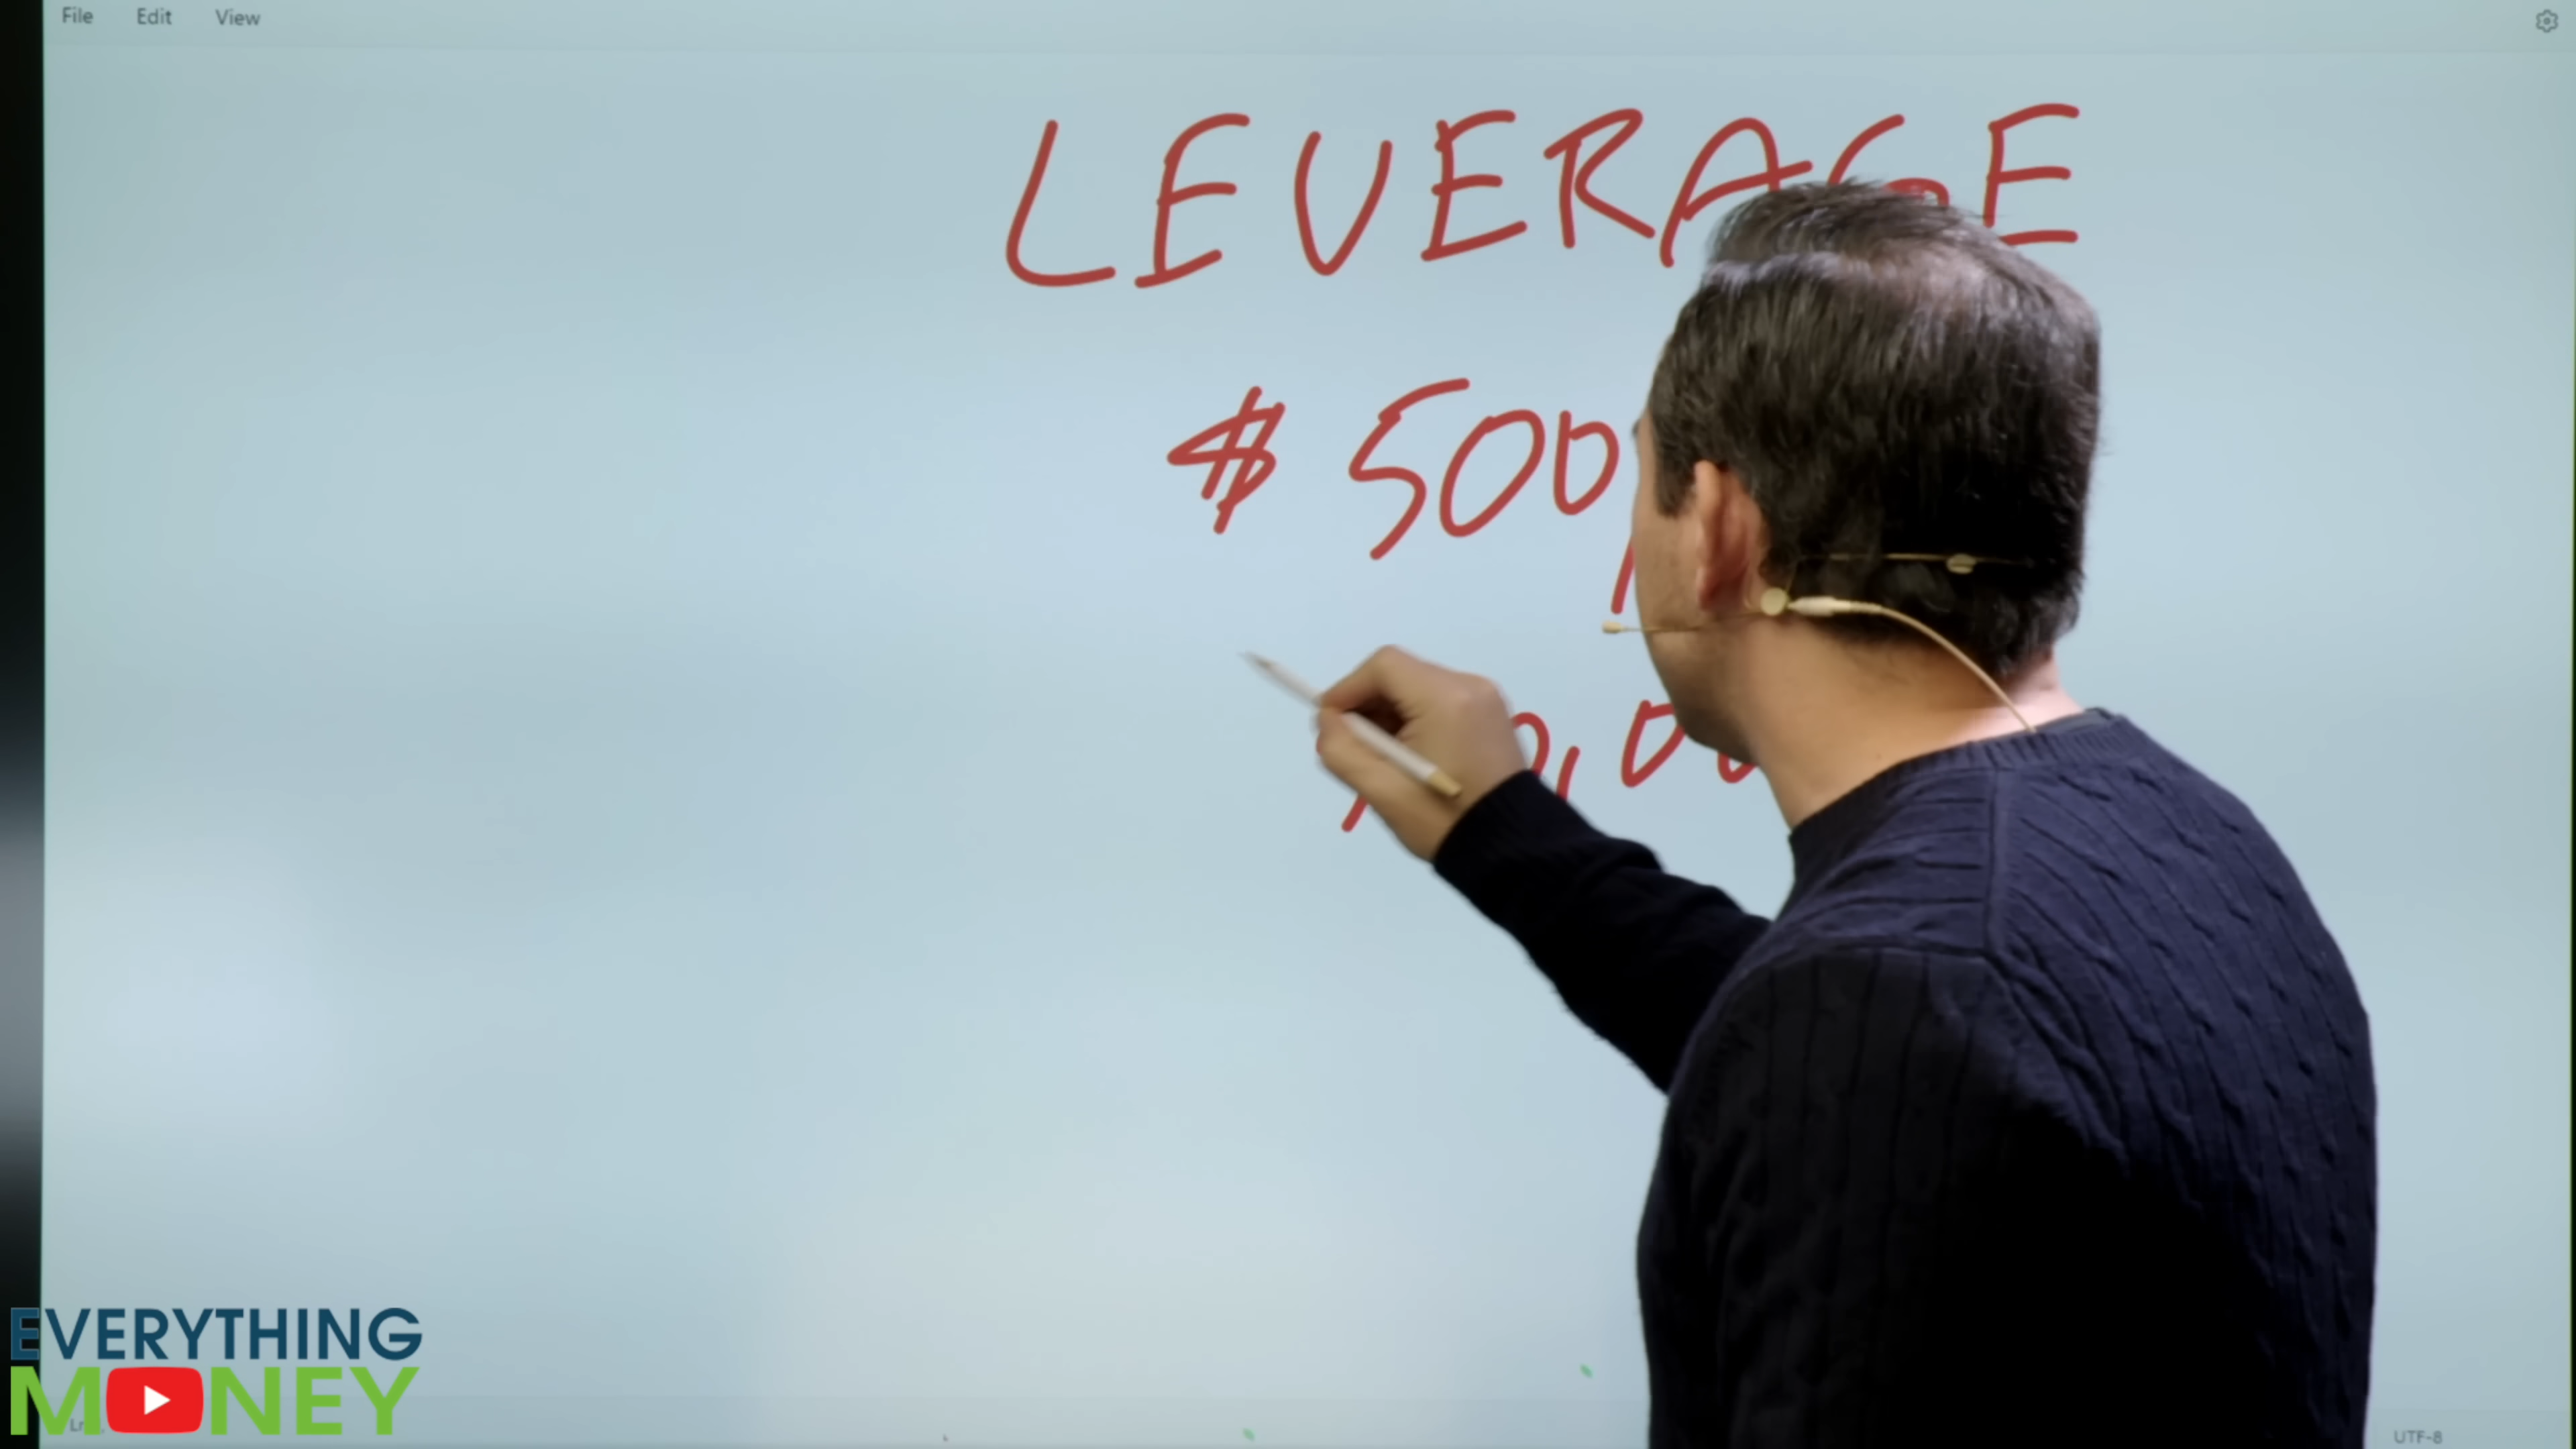 File Edit View
LEVERAGE
$ 500,
EVERYTHING
MONEY
UTF-8